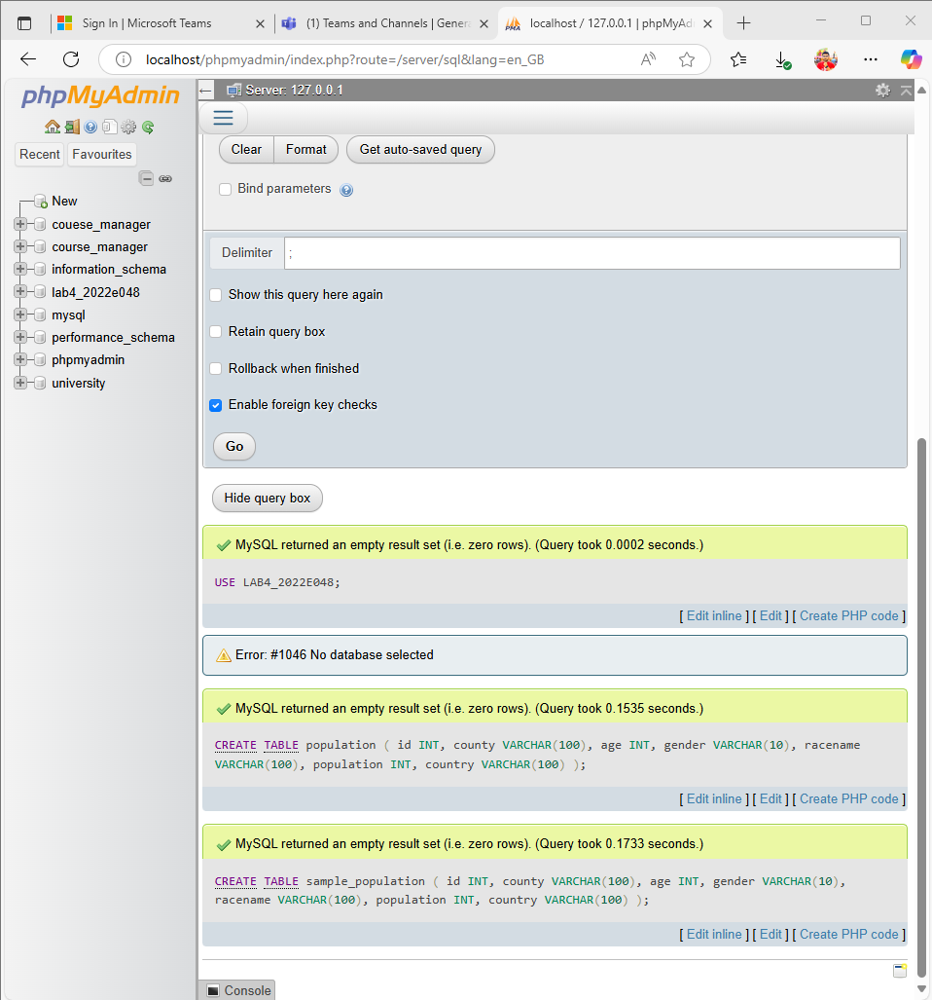 Sign In | Microsoft Teams
(1) Teams and Channels | Gener
localhost / 127.0.0.1 | phpMyAd
localhost/phpmyadmin/index.php?route=/server/sql&lang=en_GB
phpMyAdmin
Recent
Favourites
New
couese_manager
course_manager
information_schema
lab4_2022e048
mysql
performance_schema
phpmyadmin
university
Server: 127.0.0.1
Clear
Format
Get auto-saved query
Bind parameters
Delimiter
;
Show this query here again
Retain query box
Rollback when finished
Enable foreign key checks
Go
Hide query box
MySQL returned an empty result set (i.e. zero rows). (Query took 0.0002 seconds.)
USE LAB4_2022E048;
[ Edit inline ] [ Edit ] [ Create PHP code ]
Error: #1046 No database selected
MySQL returned an empty result set (i.e. zero rows). (Query took 0.1535 seconds.)
CREATE TABLE population ( id INT, county VARCHAR(100), age INT, gender VARCHAR(10), racename
VARCHAR(100), population INT, country VARCHAR(100) );
[ Edit inline ] [ Edit ] [ Create PHP code ]
MySQL returned an empty result set (i.e. zero rows). (Query took 0.1733 seconds.)
CREATE TABLE sample_population ( id INT, county VARCHAR(100), age INT, gender VARCHAR(10),
racename VARCHAR(100), population INT, country VARCHAR(100) );
[ Edit inline ] [ Edit ] [ Create PHP code ]
Console